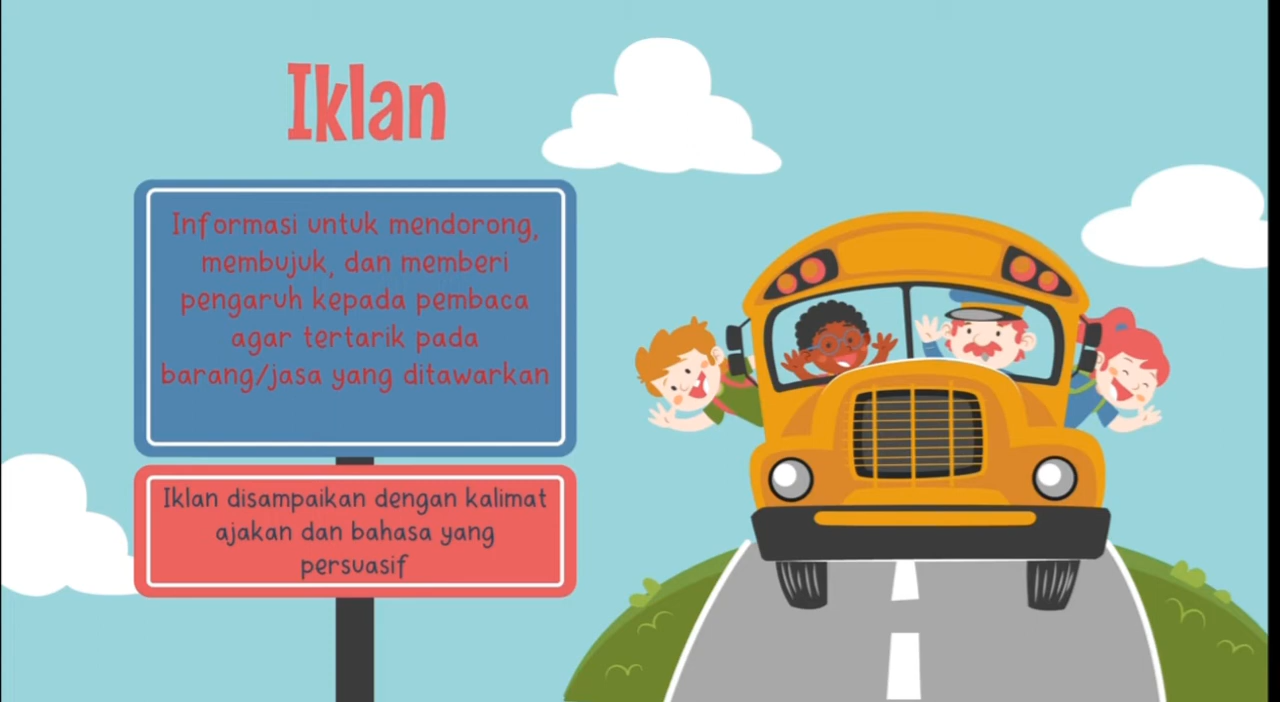 Iklan
Informasi untuk mendorong,
membujuk, dan memberi
pengaruh kepada pembaca
agar tertarik pada
barang/jasa yang ditawarkan
Iklan disampaikan dengan kalimat
ajakan dan bahasa yang
persuasif